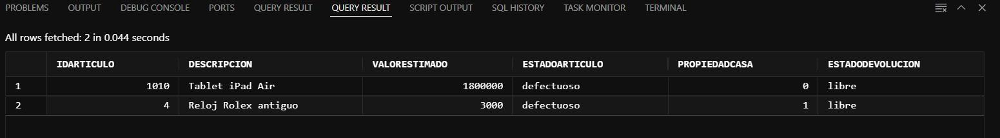 PROBLEMS OUTPUT DEBUG CONSOLE PORTS QUERY RESULT QUERY RESULT SCRIPT OUTPUT SQL HISTORY TASK MONITOR TERMINAL
All rows fetched: 2 in 0.044 seconds
IDARTICULO DESCRIPCION VALORESTIMADO ESTADOARTICULO PROPIEDADCASA ESTADODEVOLUCION
1 1010 Tablet iPad Air 1800000 defectuoso 0 libre
2 4 Reloj Rolex antiguo 3000 defectuoso 1 libre